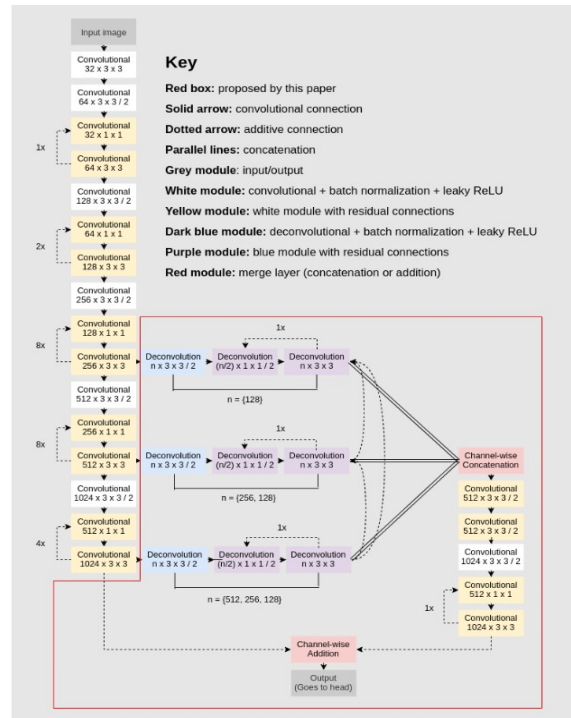 Input image
Convolutional
32 x 3 x 3
Convolutional
64 x 3 x 3 / 2
Convolutional
32 x 1 x 1
1x
Convolutional
64 x 3 x 3
Convolutional
128 x 3 x 3 / 2
Convolutional
64 x 1 x 1
2x
Convolutional
128 x 3 x 3
Convolutional
256 x 3 x 3 / 2
Convolutional
128 x 1 x 1
8x
Convolutional
256 x 3 x 3
Convolutional
512 x 3 x 3 / 2
Convolutional
256 x 1 x 1
8x
Convolutional
512 x 3 x 3
Convolutional
1024 x 3 x 3 / 2
Convolutional
512 x 1 x 1
4x
Convolutional
1024 x 3 x 3
Key
Red box: proposed by this paper
Solid arrow: convolutional connection
Dotted arrow: additive connection
Parallel lines: concatenation
Grey module: input/output
White module: convolutional + batch normalization + leaky ReLU
Yellow module: white module with residual connections
Dark blue module: deconvolutional + batch normalization + leaky ReLU
Purple module: blue module with residual connections
Red module: merge layer (concatenation or addition)
1x
Deconvolution
n x 3 x 3 / 2
Deconvolution
(n/2) x 1 x 1 / 2
Deconvolution
n x 3 x 3
n = {128}
1x
Deconvolution
n x 3 x 3 / 2
Deconvolution
(n/2) x 1 x 1 / 2
Deconvolution
n x 3 x 3
n = {256, 128}
1x
Deconvolution
n x 3 x 3 / 2
Deconvolution
(n/2) x 1 x 1 / 2
Deconvolution
n x 3 x 3
n = {512, 256, 128}
Channel-wise
Concatenation
Convolutional
512 x 3 x 3 / 2
Convolutional
512 x 3 x 3 / 2
Convolutional
1024 x 3 x 3 / 2
Convolutional
512 x 1 x 1
1x
Convolutional
1024 x 3 x 3
Channel-wise
Addition
Output
(Goes to head)